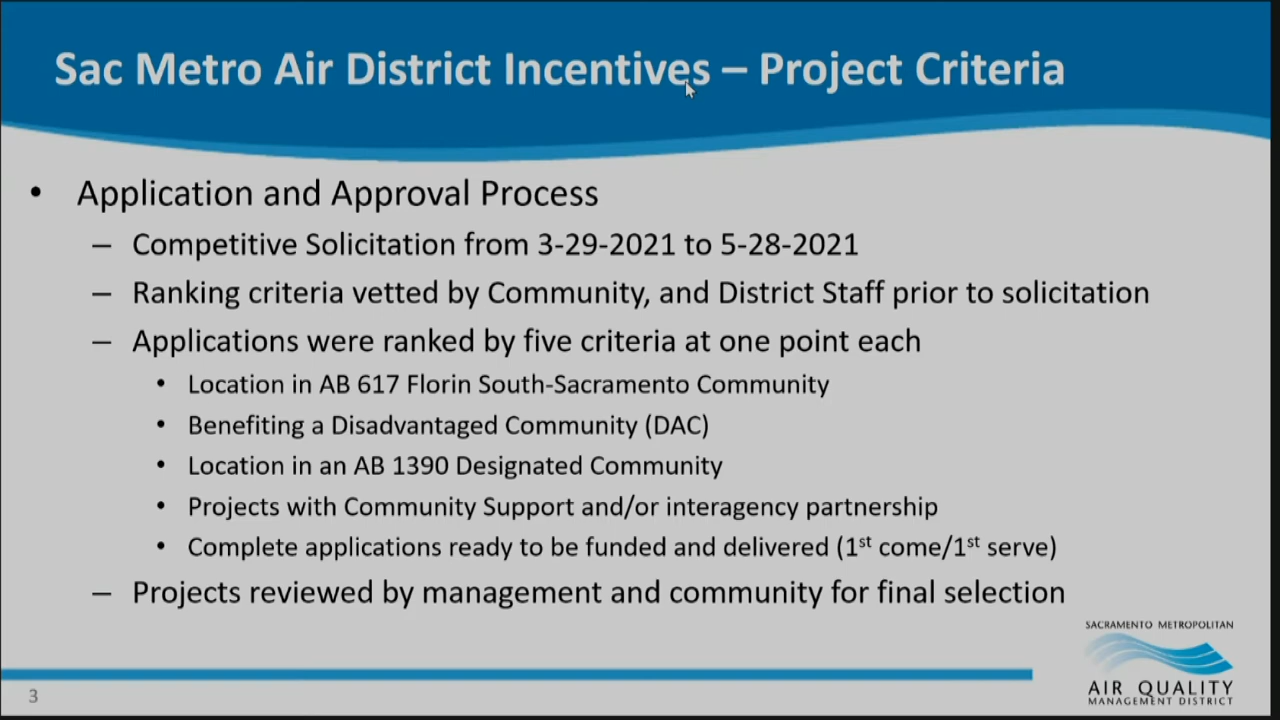 Sac Metro Air District Incentives – Project Criteria
• Application and Approval Process
– Competitive Solicitation from 3-29-2021 to 5-28-2021
– Ranking criteria vetted by Community, and District Staff prior to solicitation
– Applications were ranked by five criteria at one point each
• Location in AB 617 Florin South-Sacramento Community
• Benefiting a Disadvantaged Community (DAC)
• Location in an AB 1390 Designated Community
• Projects with Community Support and/or interagency partnership
• Complete applications ready to be funded and delivered (1st come/1st serve)
– Projects reviewed by management and community for final selection
SACRAMENTO METROPOLITAN
AIR QUALITY
MANAGEMENT DISTRICT
3